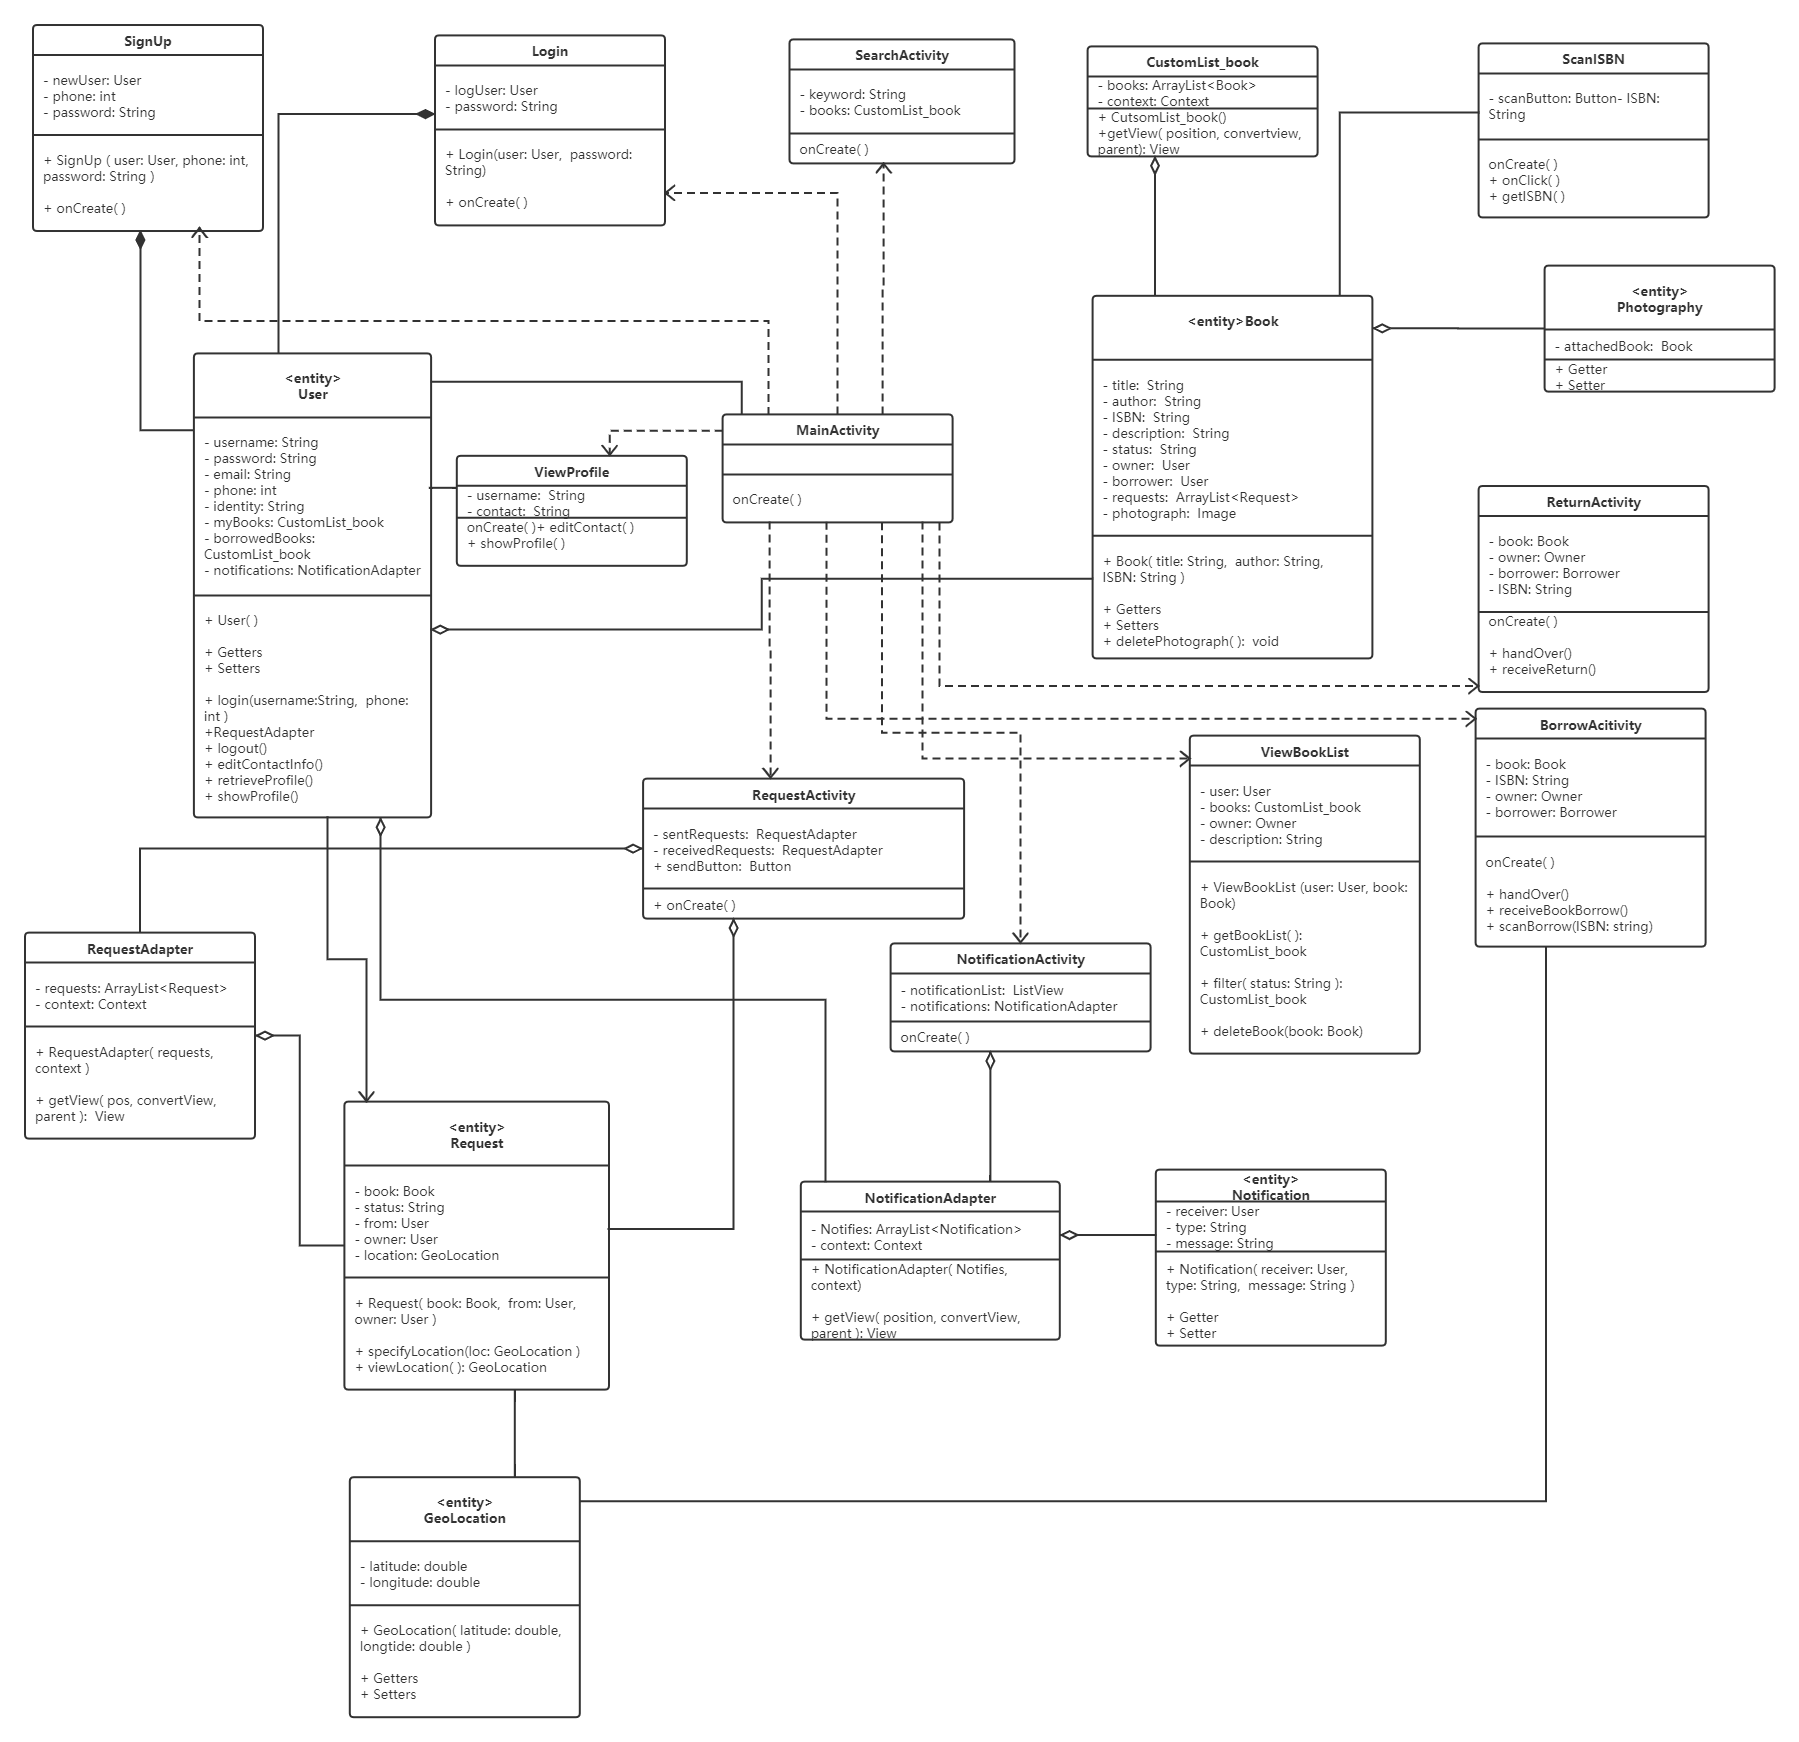 SignUp
- newUser: User
- phone: int
- password: String
+ SignUp ( user: User, phone: int,
password: String )
+ onCreate( )
Login
- logUser: User
- password: String
+ Login(user: User,  password:
String)
+ onCreate( )
SearchActivity
- keyword: String
- books: CustomList_book
onCreate( )
CustomList_book
- books: ArrayList<Book>
- context: Context
+ CutsomList_book()
+getView( position, convertview,
parent): View
ScanISBN
- scanButton: Button- ISBN:
String
onCreate( )
+ onClick( )
+ getISBN( )
<entity>
Photography
- attachedBook:  Book
+ Getter
+ Setter
<entity>Book
- title:  String
- author:  String
- ISBN:  String
- description:  String
- status:  String
- owner:  User
- borrower:  User
- requests:  ArrayList<Request>
- photograph:  Image
+ Book( title: String,  author: String,
ISBN: String )
+ Getters
+ Setters
+ deletePhotograph( ):  void
<entity>
User
- username: String
- password: String
- email: String
- phone: int
- identity: String
- myBooks: CustomList_book
- borrowedBooks:
CustomList_book
- notifications: NotificationAdapter
+ User( )
+ Getters
+ Setters
+ login(username:String,  phone:
int )
+RequestAdapter
+ logout()
+ editContactInfo()
+ retrieveProfile()
+ showProfile()
ViewProfile
- username:  String
- contact:  String
onCreate( )+ editContact( )
+ showProfile( )
MainActivity
onCreate( )
ReturnActivity
- book: Book
- owner: Owner
- borrower: Borrower
- ISBN: String
onCreate( )
+ handOver()
+ receiveReturn()
BorrowAcitivity
- book: Book
- ISBN: String
- owner: Owner
- borrower: Borrower
onCreate( )
+ handOver()
+ receiveBookBorrow()
+ scanBorrow(ISBN: string)
ViewBookList
- user: User
- books: CustomList_book
- owner: Owner
- description: String
+ ViewBookList (user: User, book:
Book)
+ getBookList( ):
CustomList_book
+ filter( status: String ):
CustomList_book
+ deleteBook(book: Book)
RequestActivity
- sentRequests:  RequestAdapter
- receivedRequests:  RequestAdapter
+ sendButton:  Button
+ onCreate( )
RequestAdapter
- requests: ArrayList<Request>
- context: Context
+ RequestAdapter( requests,
context )
+ getView( pos, convertView,
parent ):  View
NotificationActivity
- notificationList:  ListView
- notifications: NotificationAdapter
onCreate( )
<entity>
Request
- book: Book
- status: String
- from: User
- owner: User
- location: GeoLocation
+ Request( book: Book,  from: User,
owner: User )
+ specifyLocation(loc: GeoLocation )
+ viewLocation( ): GeoLocation
NotificationAdapter
- Notifies: ArrayList<Notification>
- context: Context
+ NotificationAdapter( Notifies,
context)
+ getView( position, convertView,
parent ): View
<entity>
Notification
- receiver: User
- type: String
- message: String
+ Notification( receiver: User,
type: String,  message: String )
+ Getter
+ Setter
<entity>
GeoLocation
- latitude: double
- longitude: double
+ GeoLocation( latitude: double,
longtide: double )
+ Getters
+ Setters